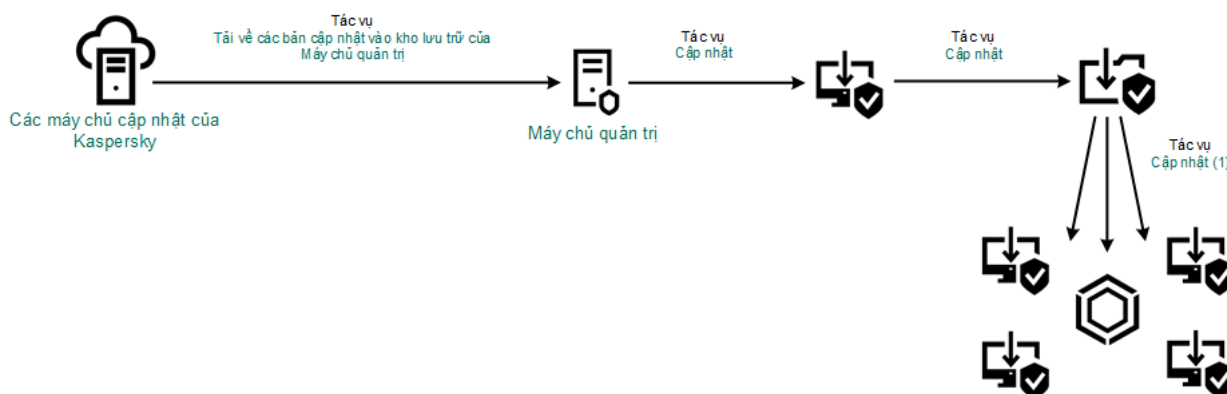 Tác vụ
Tải về các bản cập nhật vào kho lưu trữ của
Máy chủ quản trị
Tác vụ
Cập nhật
Tác vụ
Cập nhật
Các máy chủ cập nhật của
Kaspersky
Máy chủ quản trị
Tác vụ
Cập nhật (1)